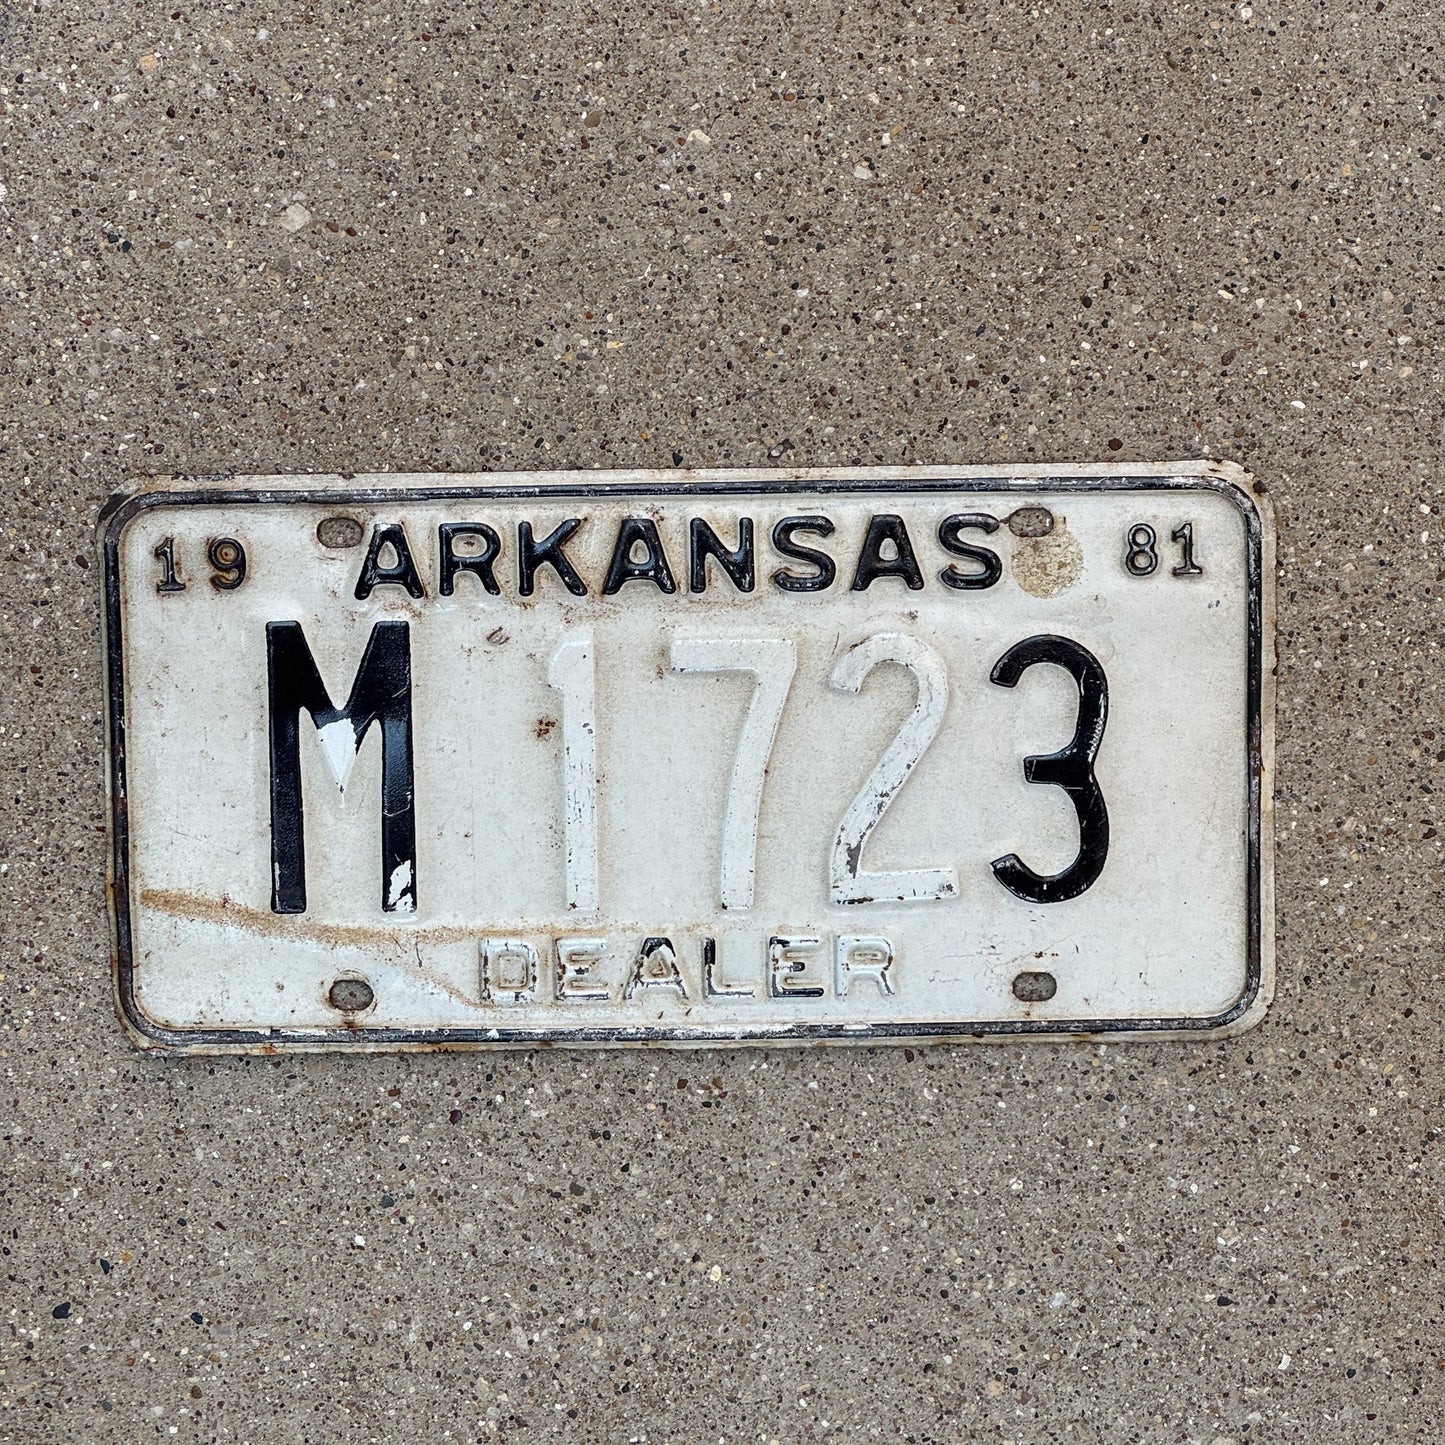 19 ARKANSAS 81
M 1723
DEALER